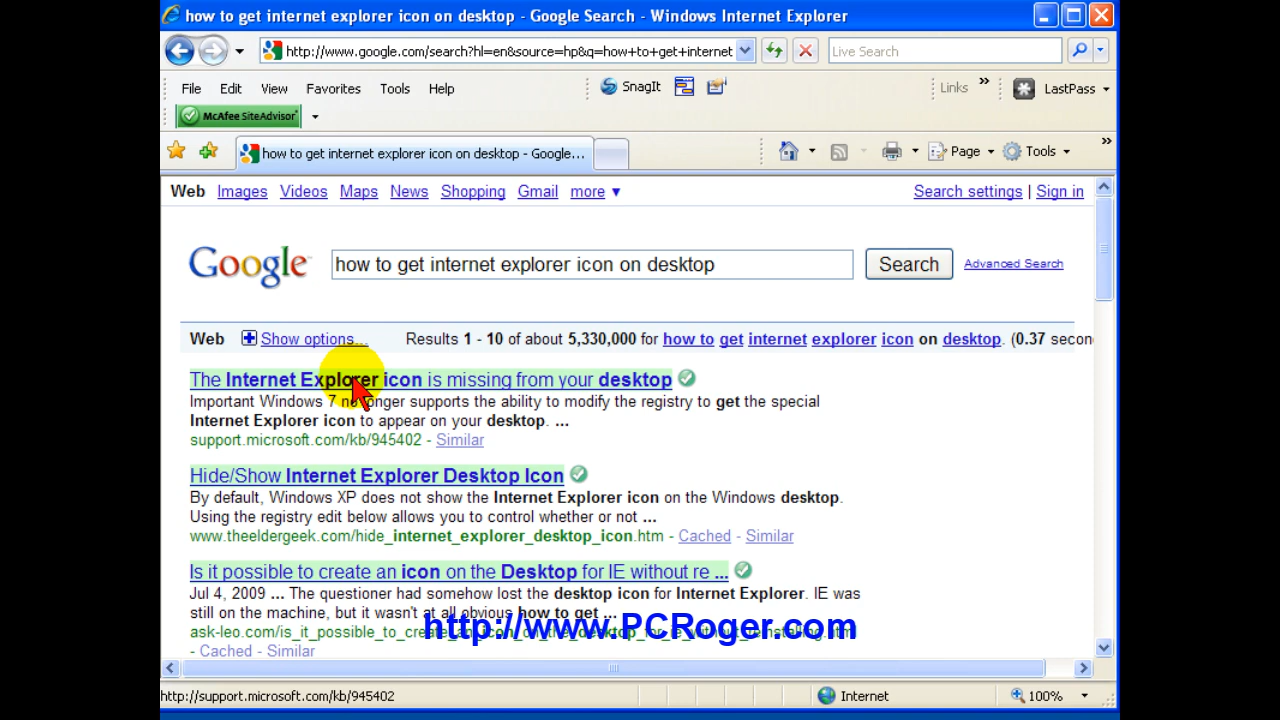 how to get internet explorer icon on desktop - Google Search - Windows Internet Explorer
http://www.google.com/search?hl=en&source=hp&q=how+to+get+internet
Live Search
File Edit View Favorites Tools Help
SnagIt
Links »
LastPass
McAfee SiteAdvisor
how to get internet explorer icon on desktop - Google...
Page Tools »
Web Images Videos Maps News Shopping Gmail more ▼
Search settings | Sign in
Google
how to get internet explorer icon on desktop
Search
Advanced Search
Web Show options... Results 1 - 10 of about 5,330,000 for how to get internet explorer icon on desktop. (0.37 secon
The Internet Explorer icon is missing from your desktop
Important Windows 7 no longer supports the ability to modify the registry to get the special
Internet Explorer icon to appear on your desktop. ...
support.microsoft.com/kb/945402 - Similar
Hide/Show Internet Explorer Desktop Icon
By default, Windows XP does not show the Internet Explorer icon on the Windows desktop.
Using the registry edit below allows you to control whether or not ...
www.theeldergeek.com/hide_internet_explorer_desktop_icon.htm - Cached - Similar
Is it possible to create an icon on the Desktop for IE without re ...
Jul 4, 2009 ... The questioner had somehow lost the desktop icon for Internet Explorer. IE was
still on the machine, but it wasn't at all obvious how to get ...
http://www.PCRoger.com
ask-leo.com/is_it_possible_to_create_an_icon_on_the_desktop_for_ie_without_reinstalling.htm
- Cached - Similar
http://support.microsoft.com/kb/945402
Internet
100%